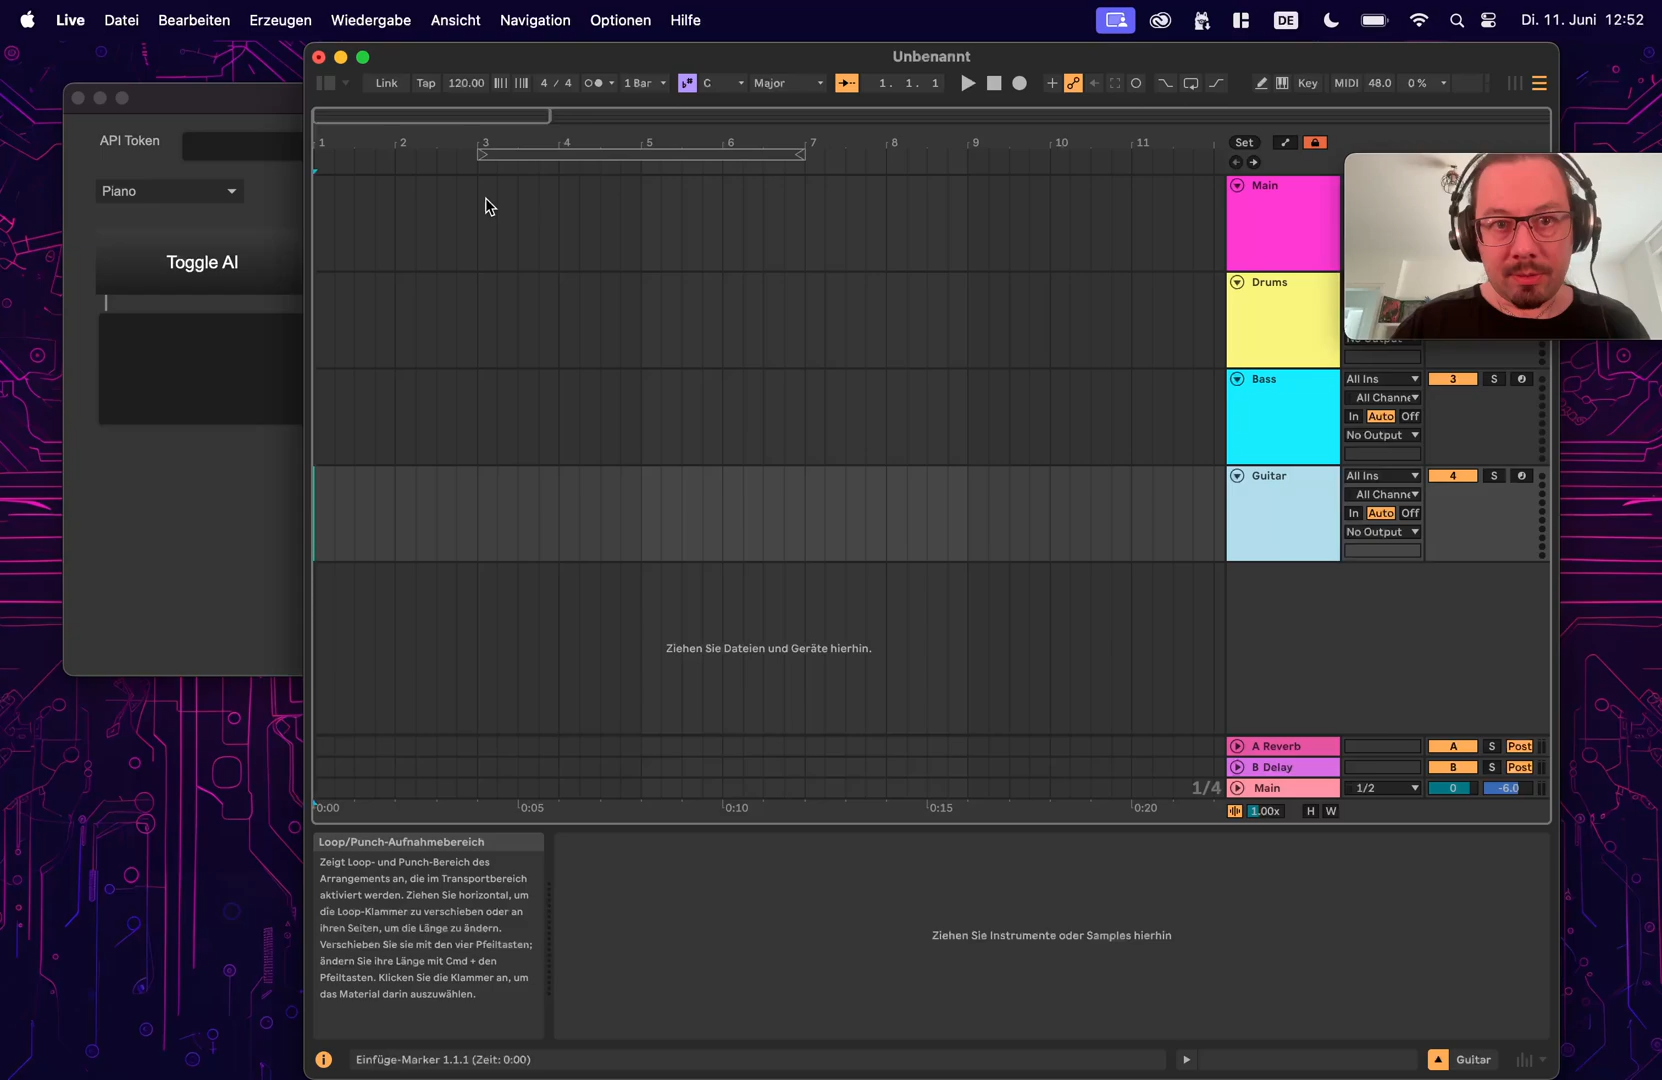 Live Datei Bearbeiten Erzeugen Wiedergabe Ansicht Navigation Optionen Hilfe
DE Di. 11. Juni 12:52
Unbenannt
Link Tap 120.00 4 / 4 1 Bar C Major 1. 1. 1 Key MIDI 48.0 0 %
API Token
Piano
Toggle AI
1 2 3 4 5 6 7 8 9 10 11
Set
Main
Drums
Bass
All Ins 3 S
All Channe
In Auto Off
No Output
Guitar
All Ins 4 S
All Channe
In Auto Off
No Output
Ziehen Sie Dateien und Geräte hierhin.
A Reverb A S Post
B Delay B S Post
1/4 Main 1/2 0 -6.0
0:00 0:05 0:10 0:15 0:20
1.00x H W
Loop/Punch-Aufnahmebereich
Zeigt Loop- und Punch-Bereich des
Arrangements an, die im Transportbereich
aktiviert werden. Ziehen Sie horizontal, um
die Loop-Klammer zu verschieben oder an
ihren Seiten, um die Länge zu ändern.
Verschieben Sie sie mit den vier Pfeiltasten;
ändern Sie ihre Länge mit Cmd + den
Pfeiltasten. Klicken Sie die Klammer an, um
das Material darin auszuwählen.
Ziehen Sie Instrumente oder Samples hierhin
Einfüge-Marker 1.1.1 (Zeit: 0:00)
Guitar